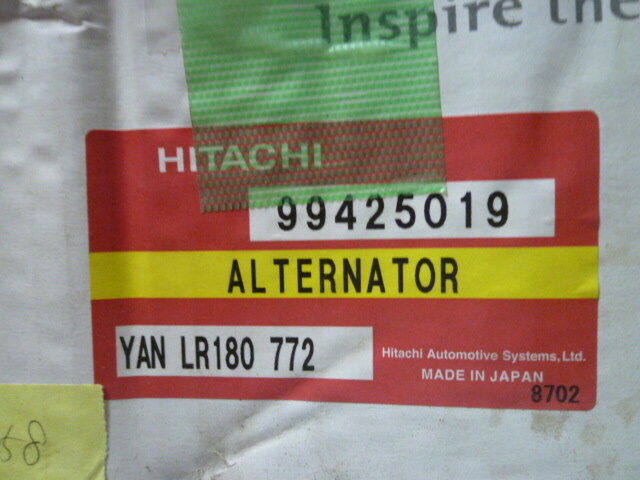 Inspire the
HITACHI
99425019
ALTERNATOR
YAN LR180 772
Hitachi Automotive Systems,Ltd.
MADE IN JAPAN
8702
58